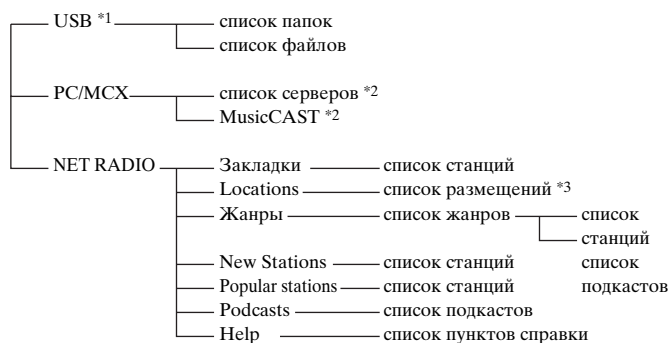 USB *1 список папок
список файлов
PC/MCX список серверов *2
MusicCAST *2
NET RADIO Закладки список станций
Locations список размещений *3
Жанры список жанров список
станций
New Stations список станций список
Popular stations список станций подкастов
Podcasts список подкастов
Help список пунктов справки